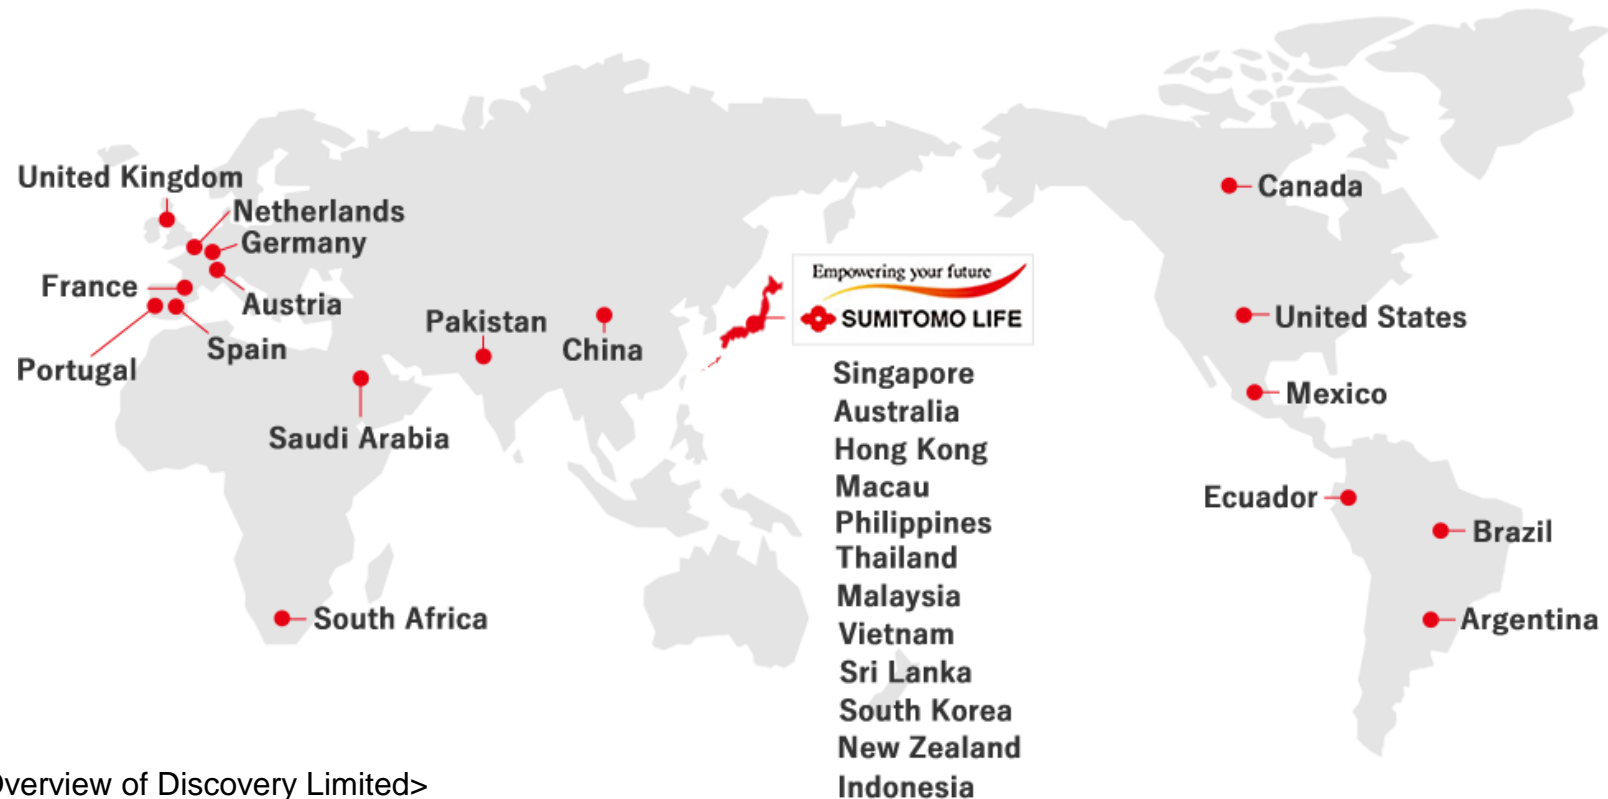 United Kingdom
Netherlands
Germany
France
Austria
Spain
Portugal
Saudi Arabia
Pakistan
China
South Africa
Empowering your future
SUMITOMO LIFE
Singapore
Australia
Hong Kong
Macau
Philippines
Thailand
Malaysia
Vietnam
Sri Lanka
South Korea
New Zealand
Indonesia
Canada
United States
Mexico
Ecuador
Brazil
Argentina
verview of Discovery Limited>